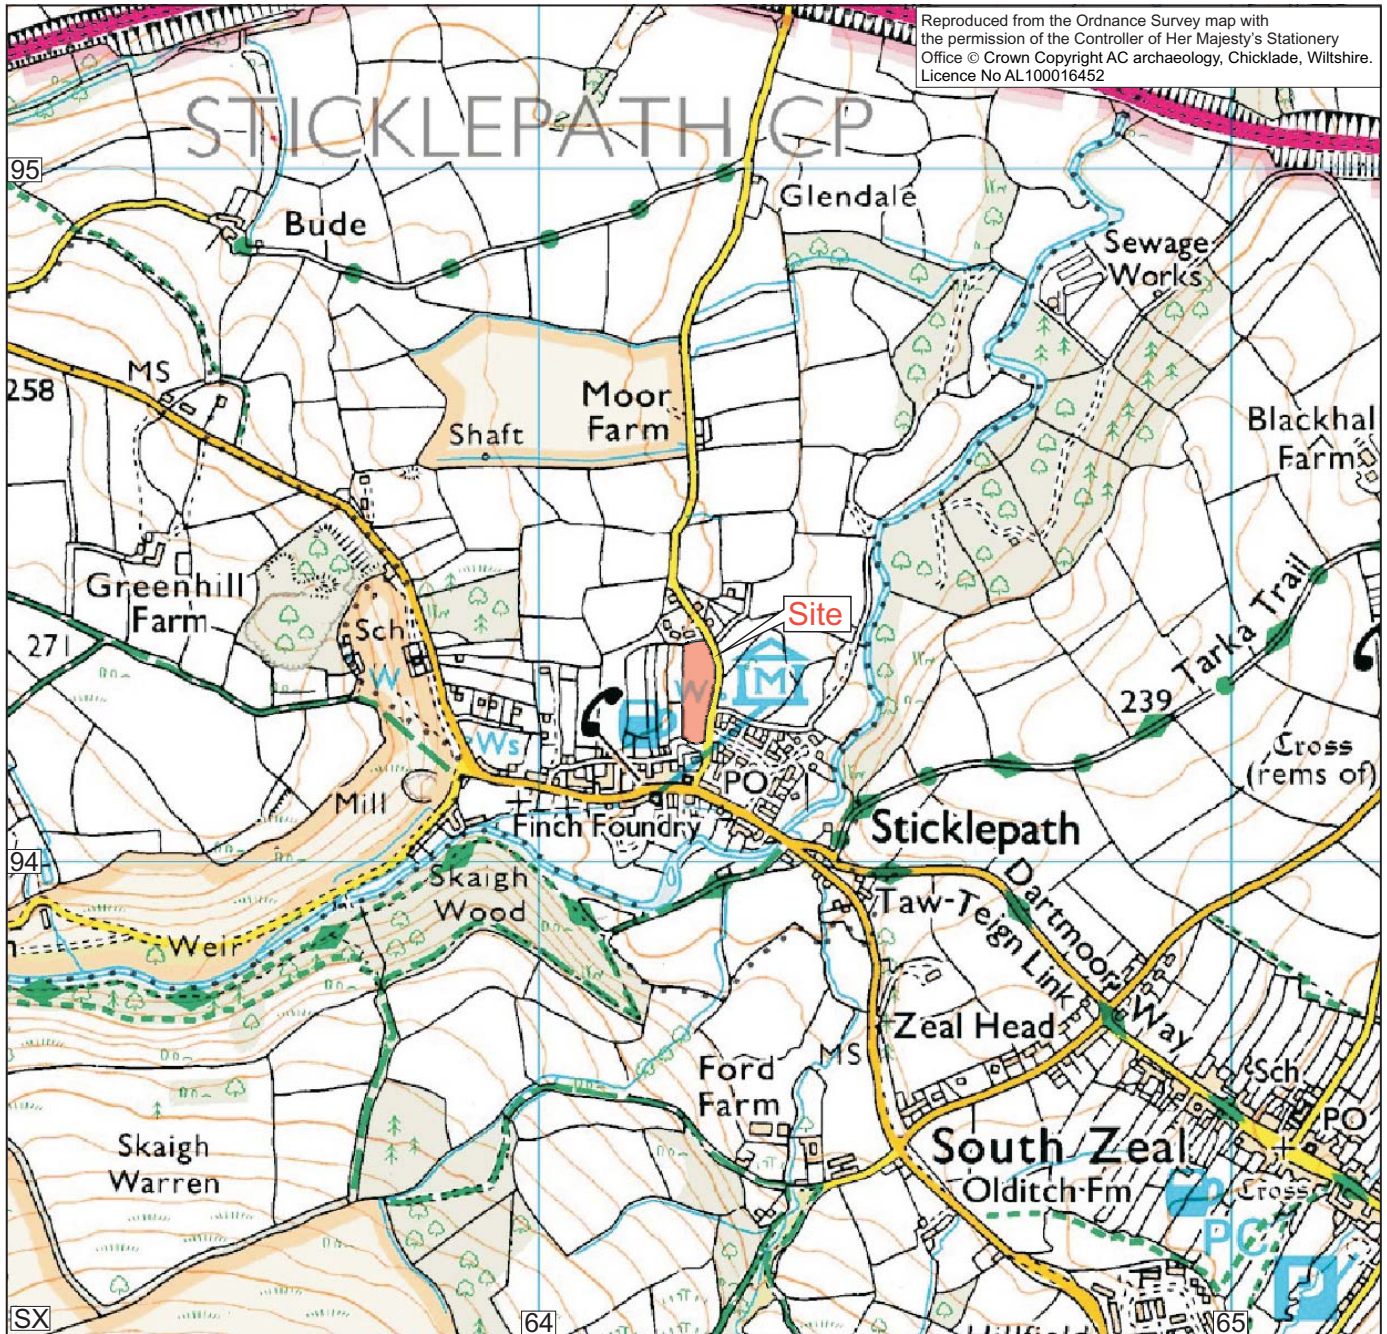 Reproduced from the Ordnance Survey map with
the permission of the Controller of Her Majesty's Stationery
Office © Crown Copyright AC archaeology, Chicklade, Wiltshire.
Licence No AL100016452
STICKLEPATH CP
95
Glendale
Bude
Sewage
Works
MS
258
Moor
Farm
Shaft
Blackhal
Farm
Greenhill
Farm
Site
Sch
271
W
M
Tarka Trail
239
Ws
Cross
(rems of)
PO
Mill
Finch Foundry
Sticklepath
94
Skaigh
Wood
Dartmoor Way
Taw-Teign Link
Weir
Zeal Head
MS
Ford
Farm
Sch
PO
Skaigh
Warren
South Zeal
Olditch Fm
Cross
PC
P
SX
64
65